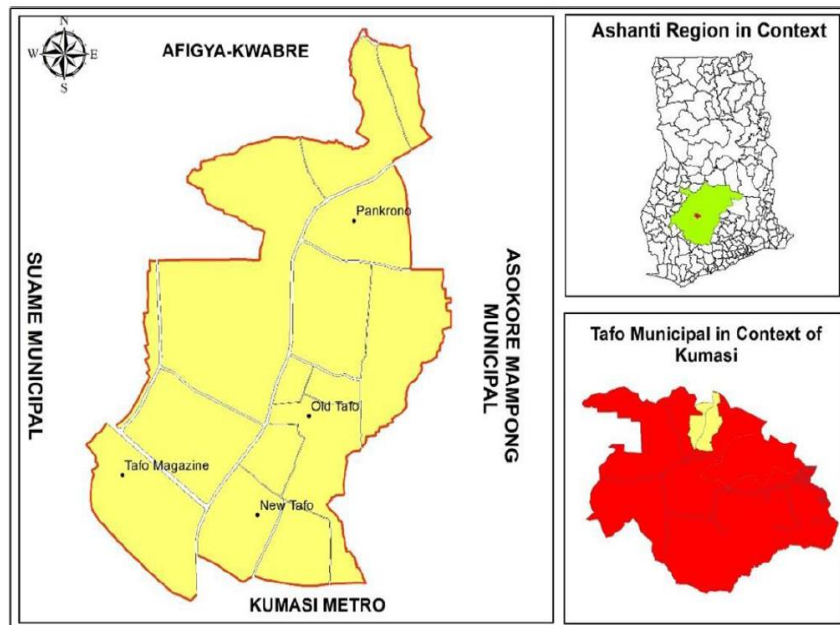 N
W E
S
AFIGYA-KWABRE
Pankrono
SUAME MUNICIPAL
ASOKORE MAMPONG
MUNICIPAL
Old Tafo
Tafo Magazine
New Tafo
KUMASI METRO
Ashanti Region in Context
Tafo Municipal in Context of
Kumasi